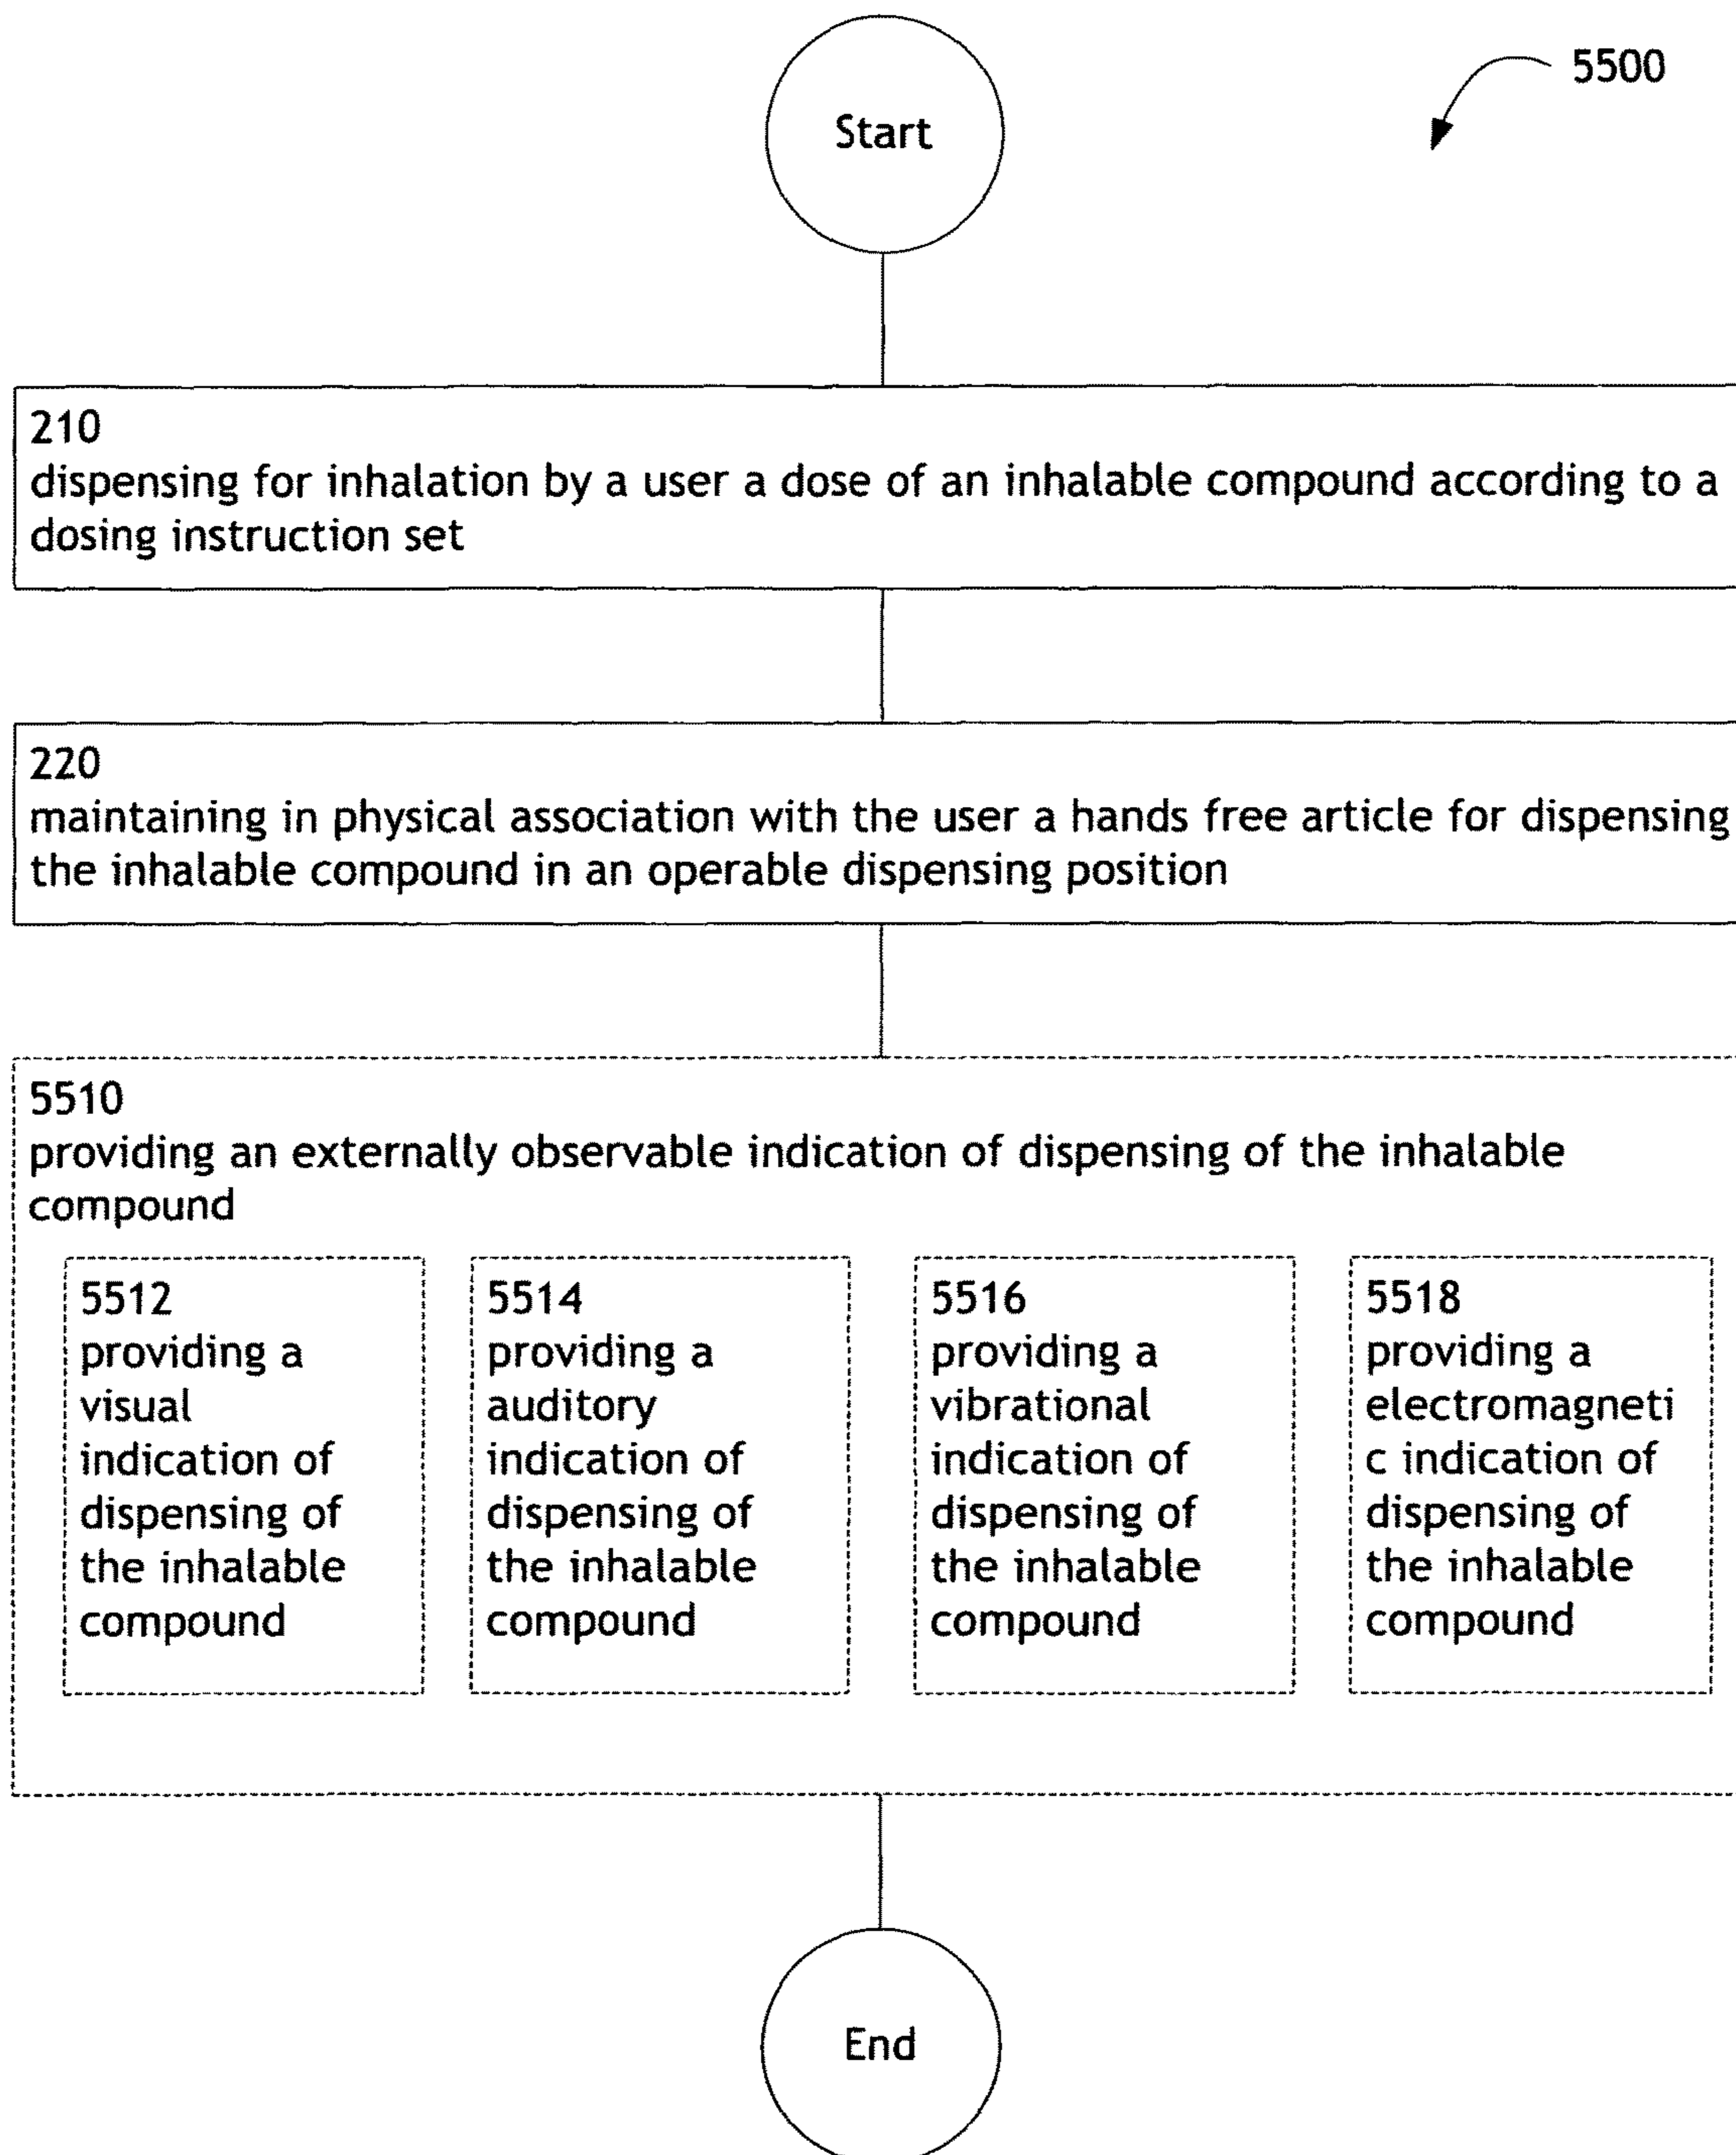 5500
Start
210
dispensing for inhalation by a user a dose of an inhalable compound according to a
dosing instruction set
220
maintaining in physical association with the user a hands free article for dispensing
the inhalable compound in an operable dispensing position
5510
providing an externally observable indication of dispensing of the inhalable
compound
5512
providing a
visual
indication of
dispensing of
the inhalable
compound
5514
providing a
auditory
indication of
dispensing of
the inhalable
compound
5516
providing a
vibrational
indication of
dispensing of
the inhalable
compound
5518
providing a
electromagneti
c indication of
dispensing of
the inhalable
compound
End